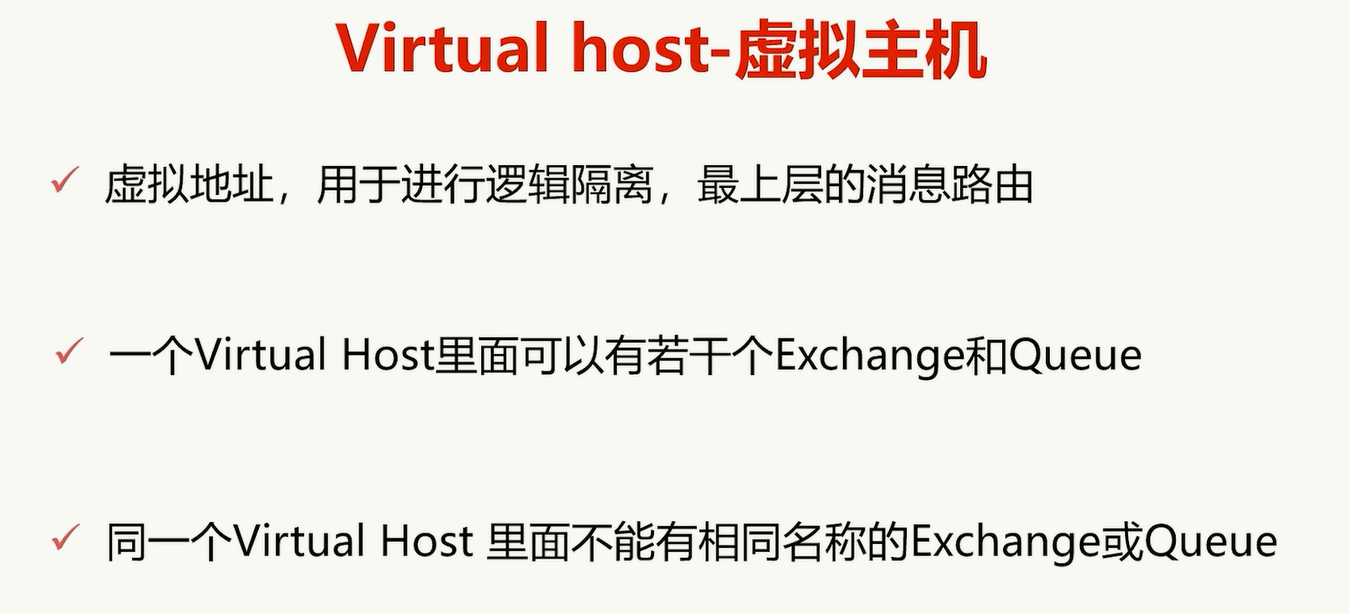 Virtual host-虚拟主机
虚拟地址，用于进行逻辑隔离，最上层的消息路由
一个Virtual Host里面可以有若干个Exchange和Queue
同一个Virtual Host 里面不能有相同名称的Exchange或Queue